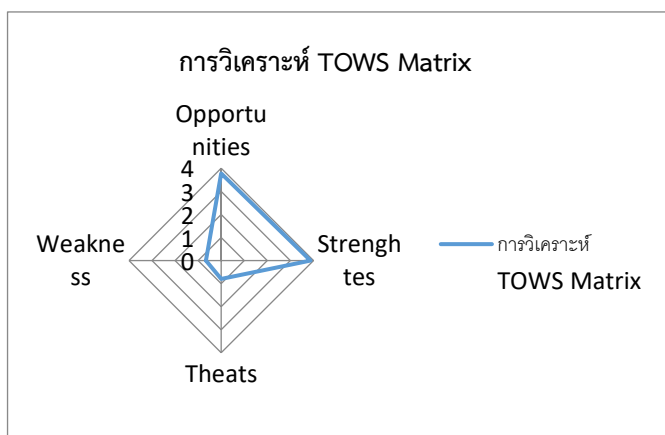 การวิเคราะห์ TOWS Matrix
Opportu
nities
4
3
2
1
0
Weakne
ss
Strengh
tes
Theats
การวิเคราะห์
TOWS Matrix